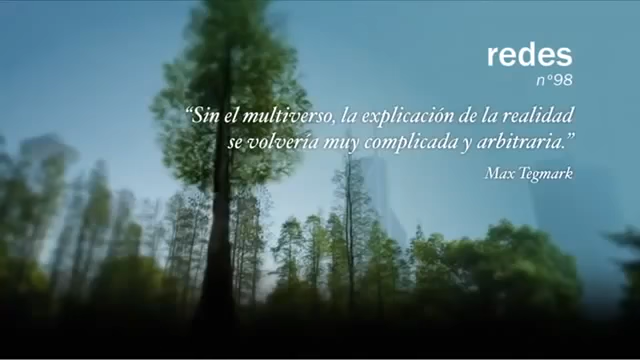 redes
nº98
“Sin el multiverso, la explicación de la realidad
se volvería muy complicada y arbitraria.”
Max Tegmark